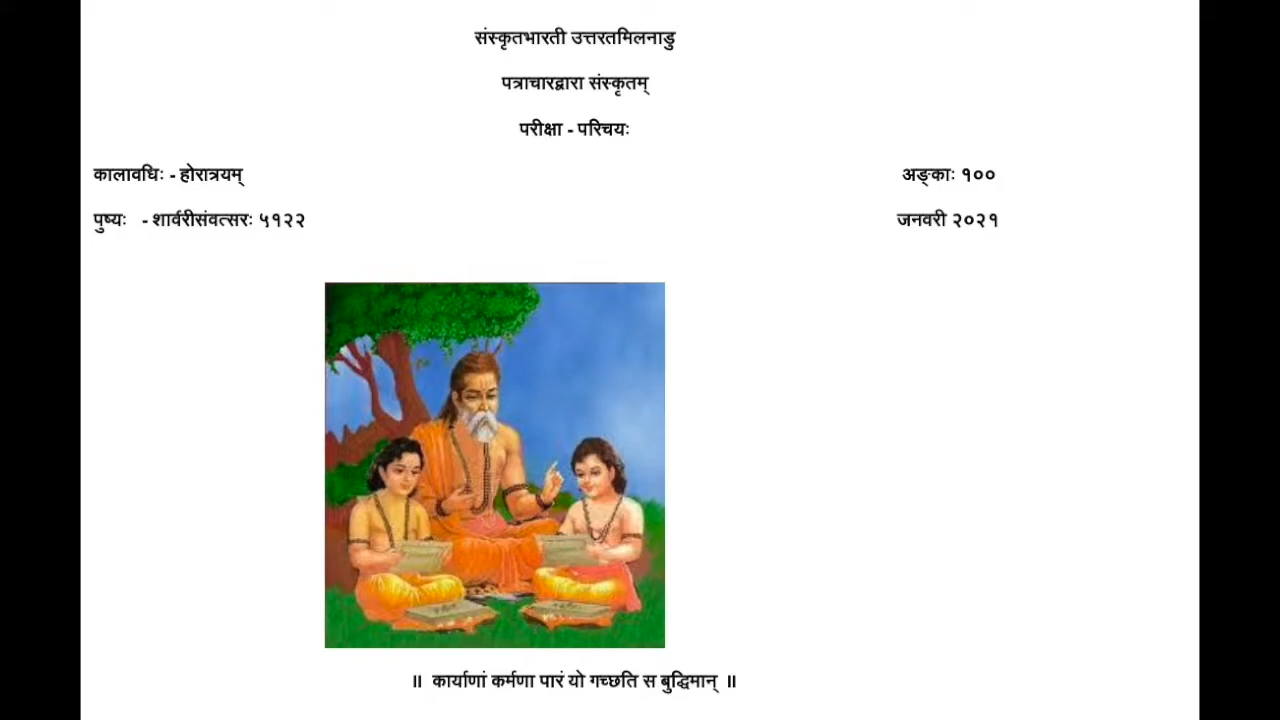 संस्कृतभारती उत्तरतमिलनाडु
पत्राचारद्वारा संस्कृतम्
परीक्षा - परिचयः
कालावधिः - होरात्रयम् अङ्काः १००
पुष्यः - शार्वरीसंवत्सरः ५१२२ जनवरी २०२१
॥ कार्याणां कर्मणा पारं यो गच्छति स बुद्धिमान् ॥